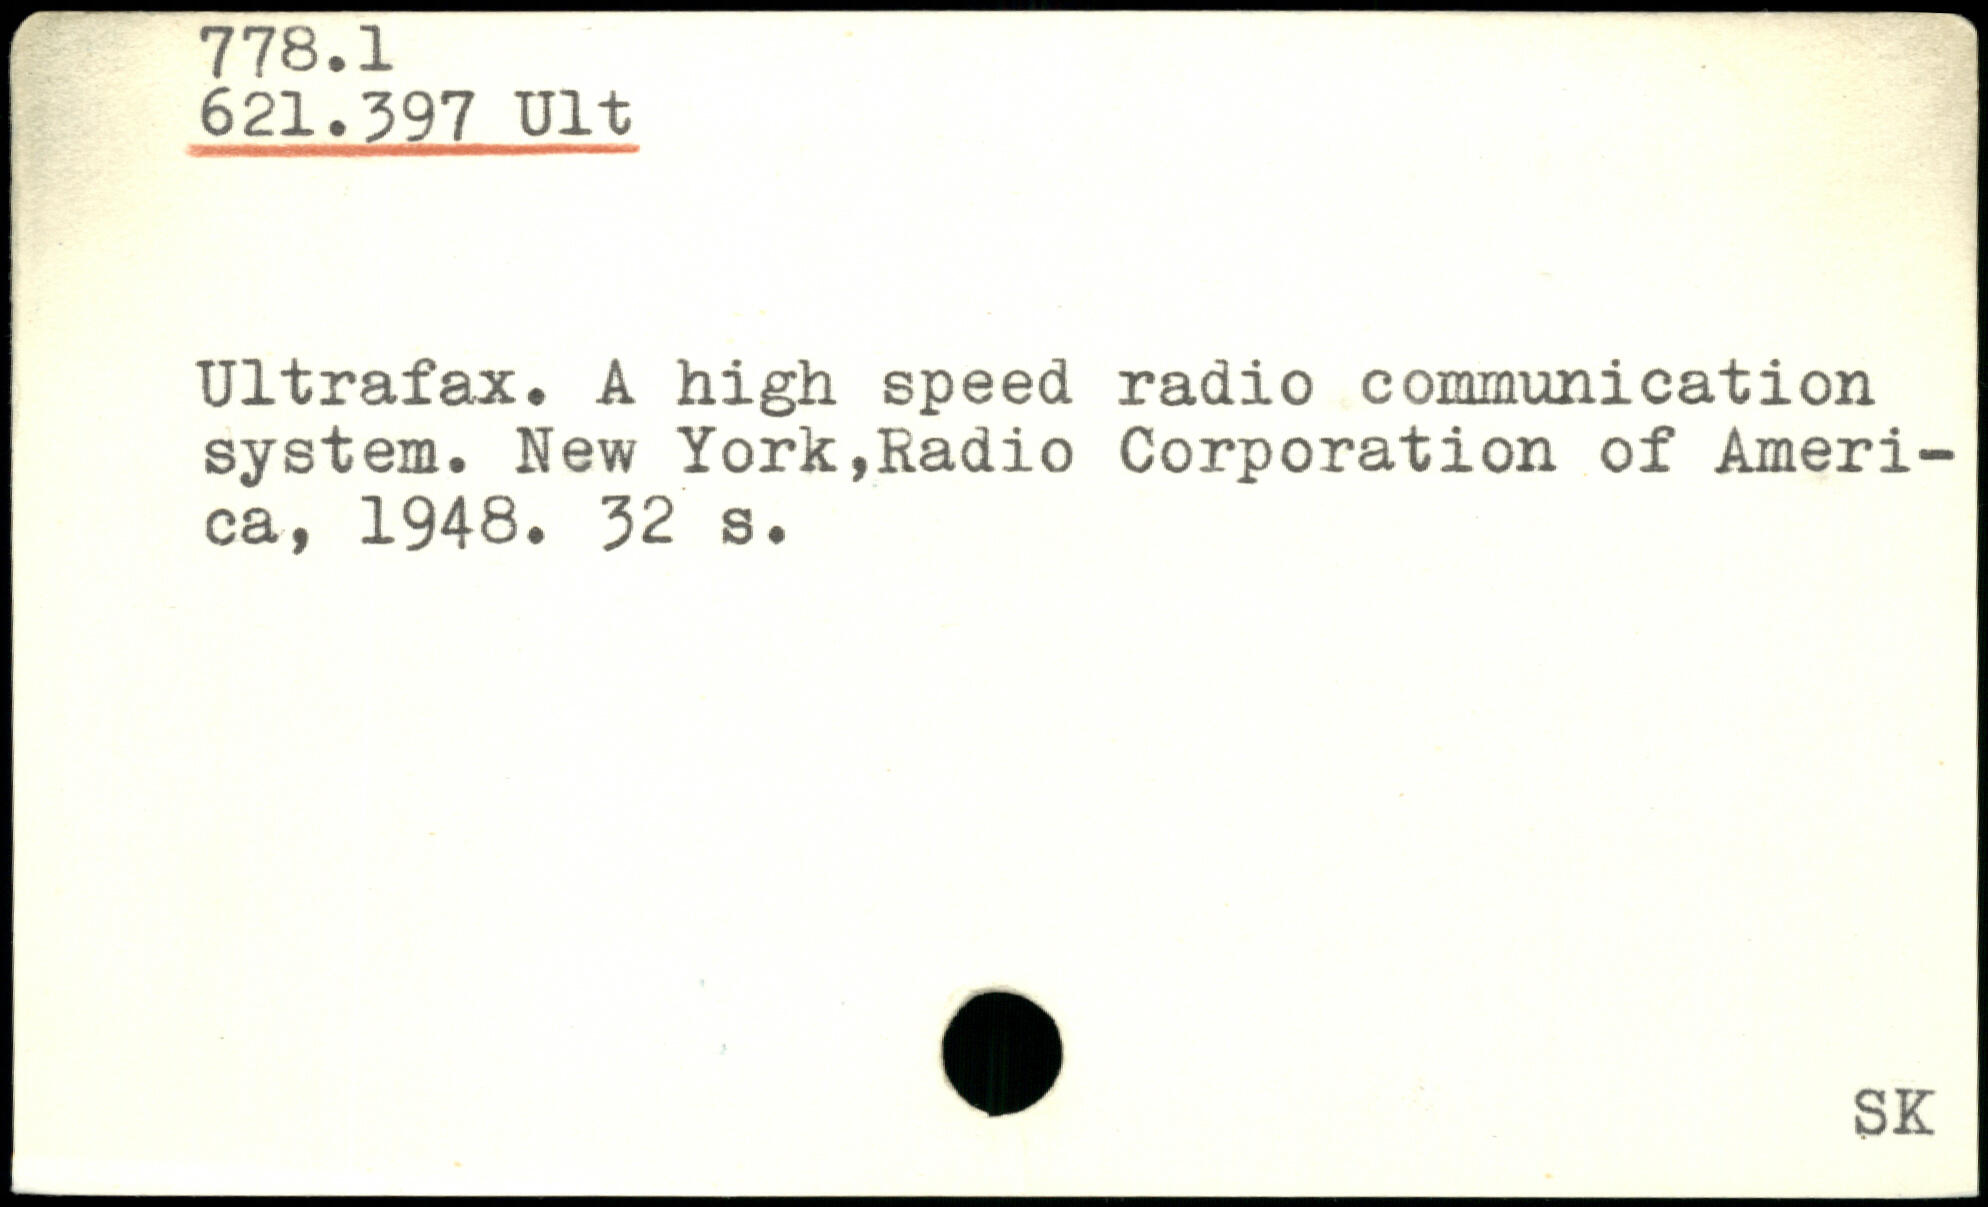 778.1
621.397 Ult
Ultrafax. A high speed radio communication
system. New York,Radio Corporation of Ameri-
ca, 1948. 32 s.
SK